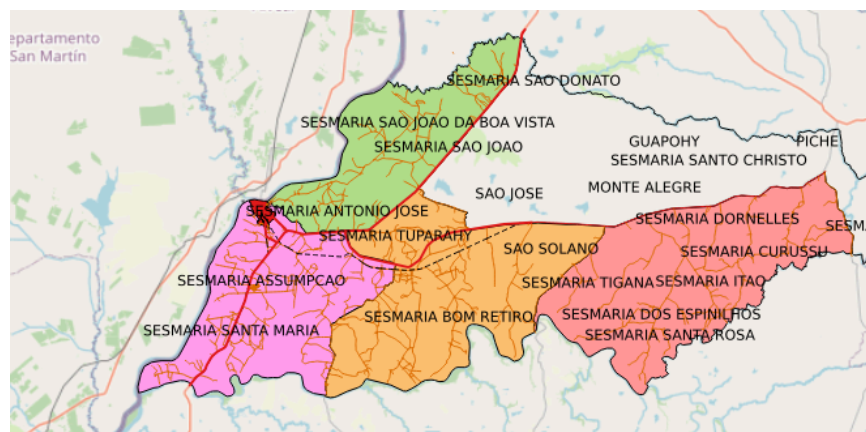 epartamento
San Martín
SESMARIA SAO DONATO
SESMARIA SAO JOAO DA BOA VISTA
SESMARIA SAO JOAO
GUAPOHY
PICHE
SESMARIA SANTO CHRISTO
SAO JOSE
MONTE ALEGRE
SESMARIA ANTONIO JOSE
SESMARIA DORNELLES
SESMA
SESMARIA TUPARAHY
SAO SOLANO
SESMARIA CURUSSU
SESMARIA ASSUMPCAO
SESMARIA TIGANA
SESMARIA ITAO
SESMARIA BOM RETIRO
SESMARIA DOS ESPINILHOS
SESMARIA SANTA MARIA
SESMARIA SANTA ROSA